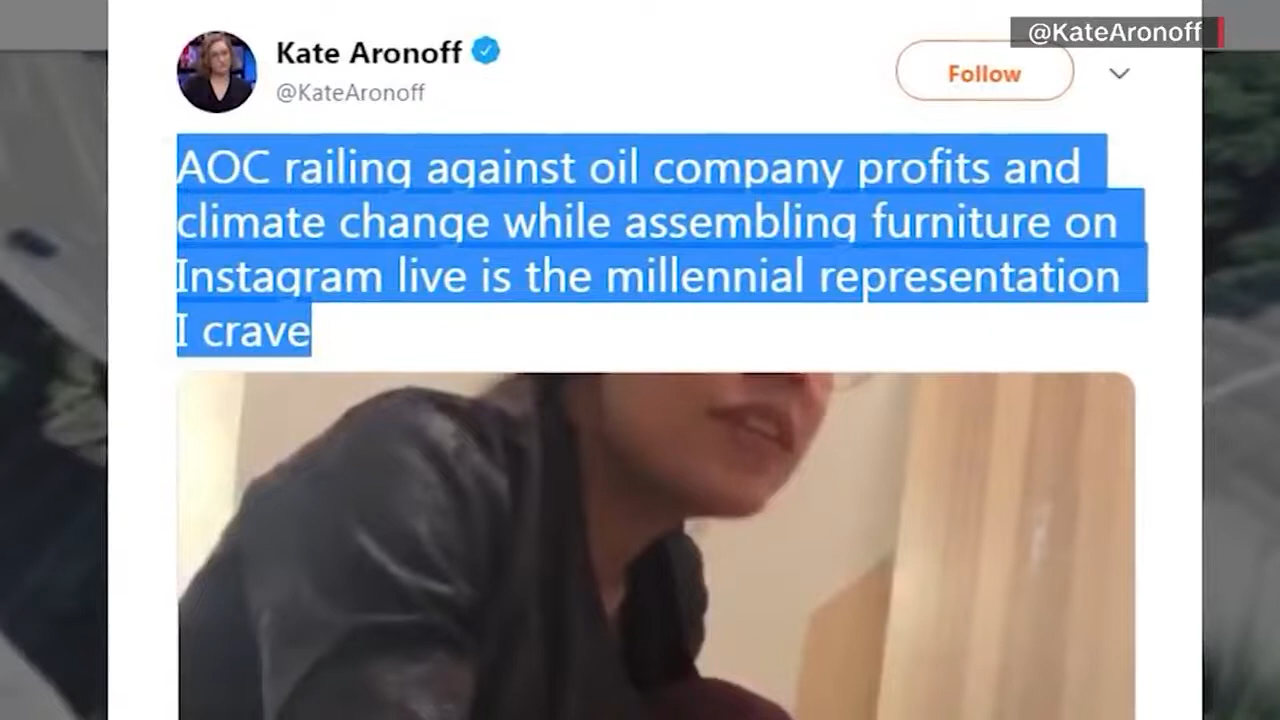 @KateAronoff
Kate Aronoff
@KateAronoff
Follow
AOC railing against oil company profits and
climate change while assembling furniture on
Instagram live is the millennial representation
I crave